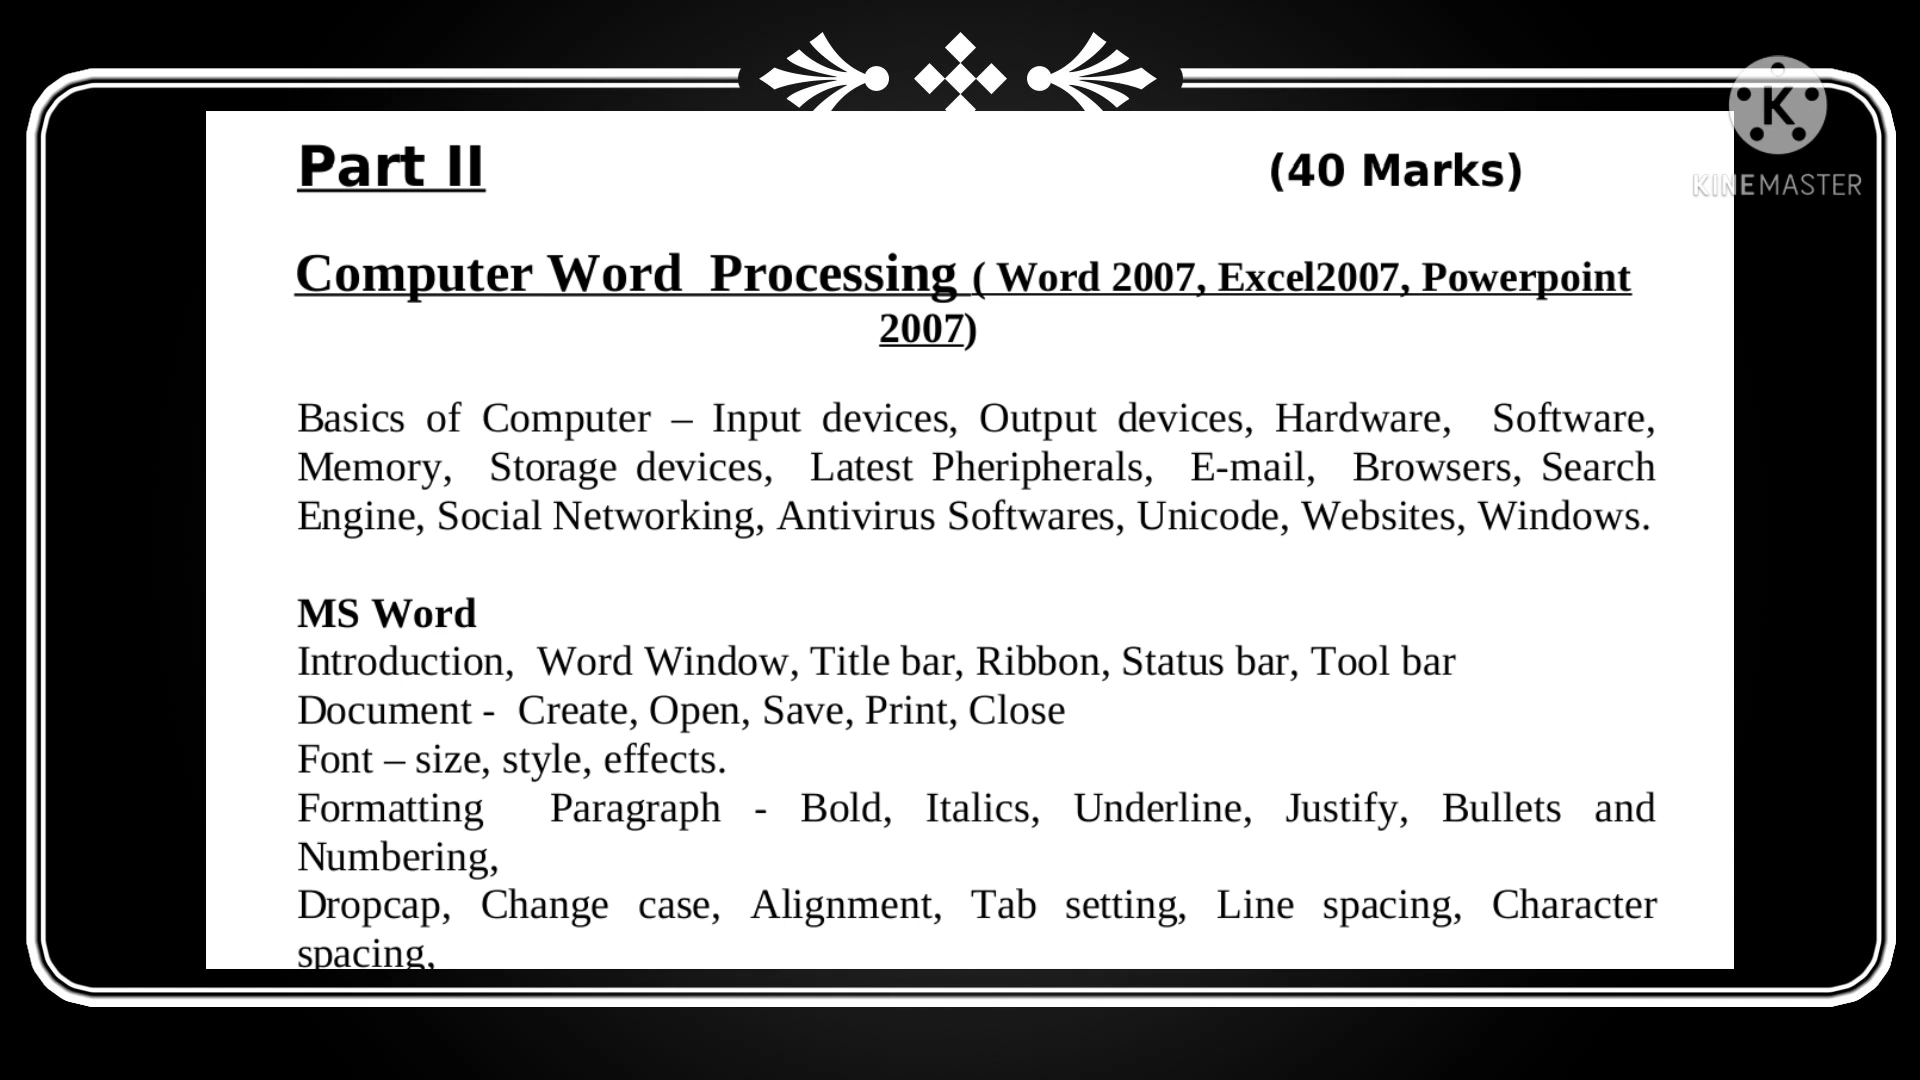 Part II (40 Marks)
K
KINEMASTER
Computer Word Processing ( Word 2007, Excel2007, Powerpoint
2007)
Basics of Computer – Input devices, Output devices, Hardware, Software,
Memory, Storage devices, Latest Pheripherals, E-mail, Browsers, Search
Engine, Social Networking, Antivirus Softwares, Unicode, Websites, Windows.
MS Word
Introduction, Word Window, Title bar, Ribbon, Status bar, Tool bar
Document - Create, Open, Save, Print, Close
Font – size, style, effects.
Formatting Paragraph - Bold, Italics, Underline, Justify, Bullets and
Numbering,
Dropcap, Change case, Alignment, Tab setting, Line spacing, Character
spacing,